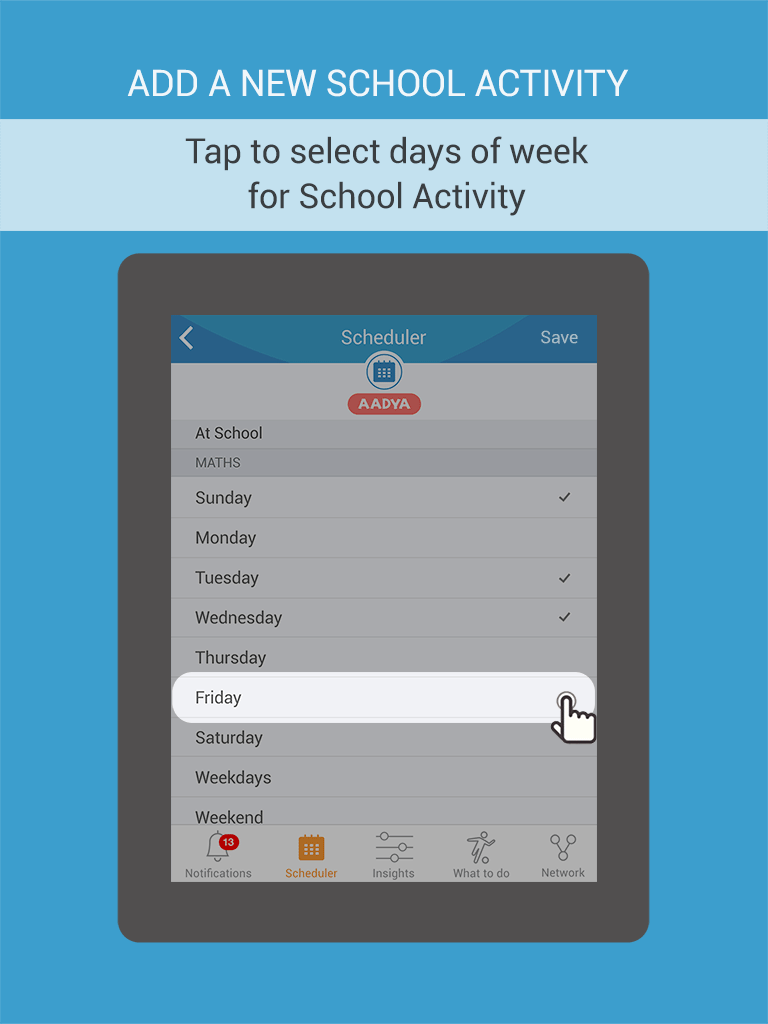 ADD A NEW SCHOOL ACTIVITY
Tap to select days of week
for School Activity
Scheduler
Save
AADYA
At School
MATHS
Sunday
Monday
Tuesday
Wednesday
Thursday
Friday
Saturday
Weekdays
Weekend
13
Notifications
Scheduler
Insights
What to do
Network